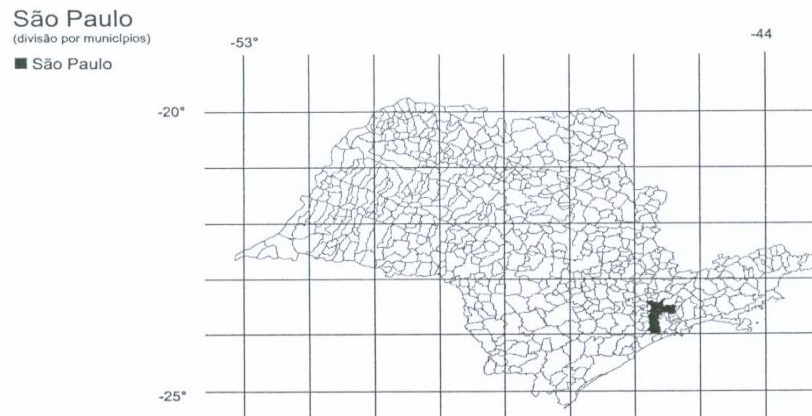 São Paulo
(divisão por municípios)
■ São Paulo
-53°
-44
-20°
-25°